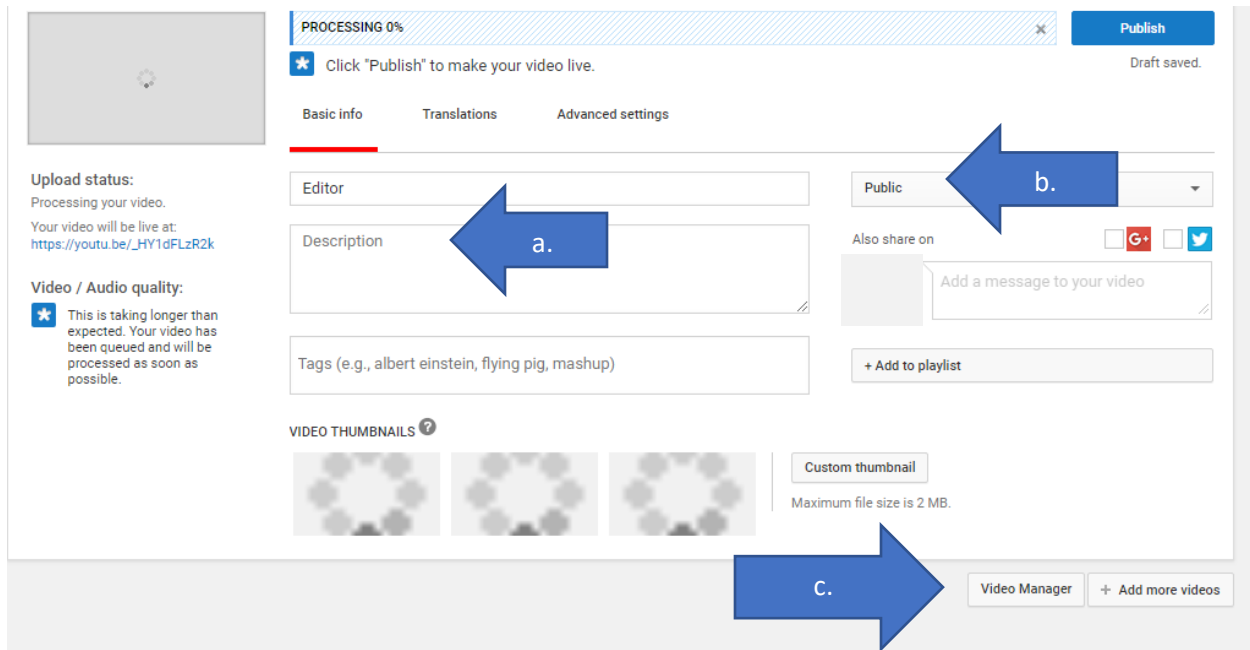 PROCESSING 0%
×
Publish
Click "Publish" to make your video live.
Draft saved.
Basic info
Translations
Advanced settings
Upload status:
Processing your video.
Your video will be live at:
https://youtu.be/_HY1dFLzR2k
Video / Audio quality:
This is taking longer than
expected. Your video has
been queued and will be
processed as soon as
possible.
Editor
Description
a.
Tags (e.g., albert einstein, flying pig, mashup)
Public
b.
Also share on
G+
Add a message to your video
+ Add to playlist
VIDEO THUMBNAILS ?
Custom thumbnail
Maximum file size is 2 MB.
c.
Video Manager
+ Add more videos